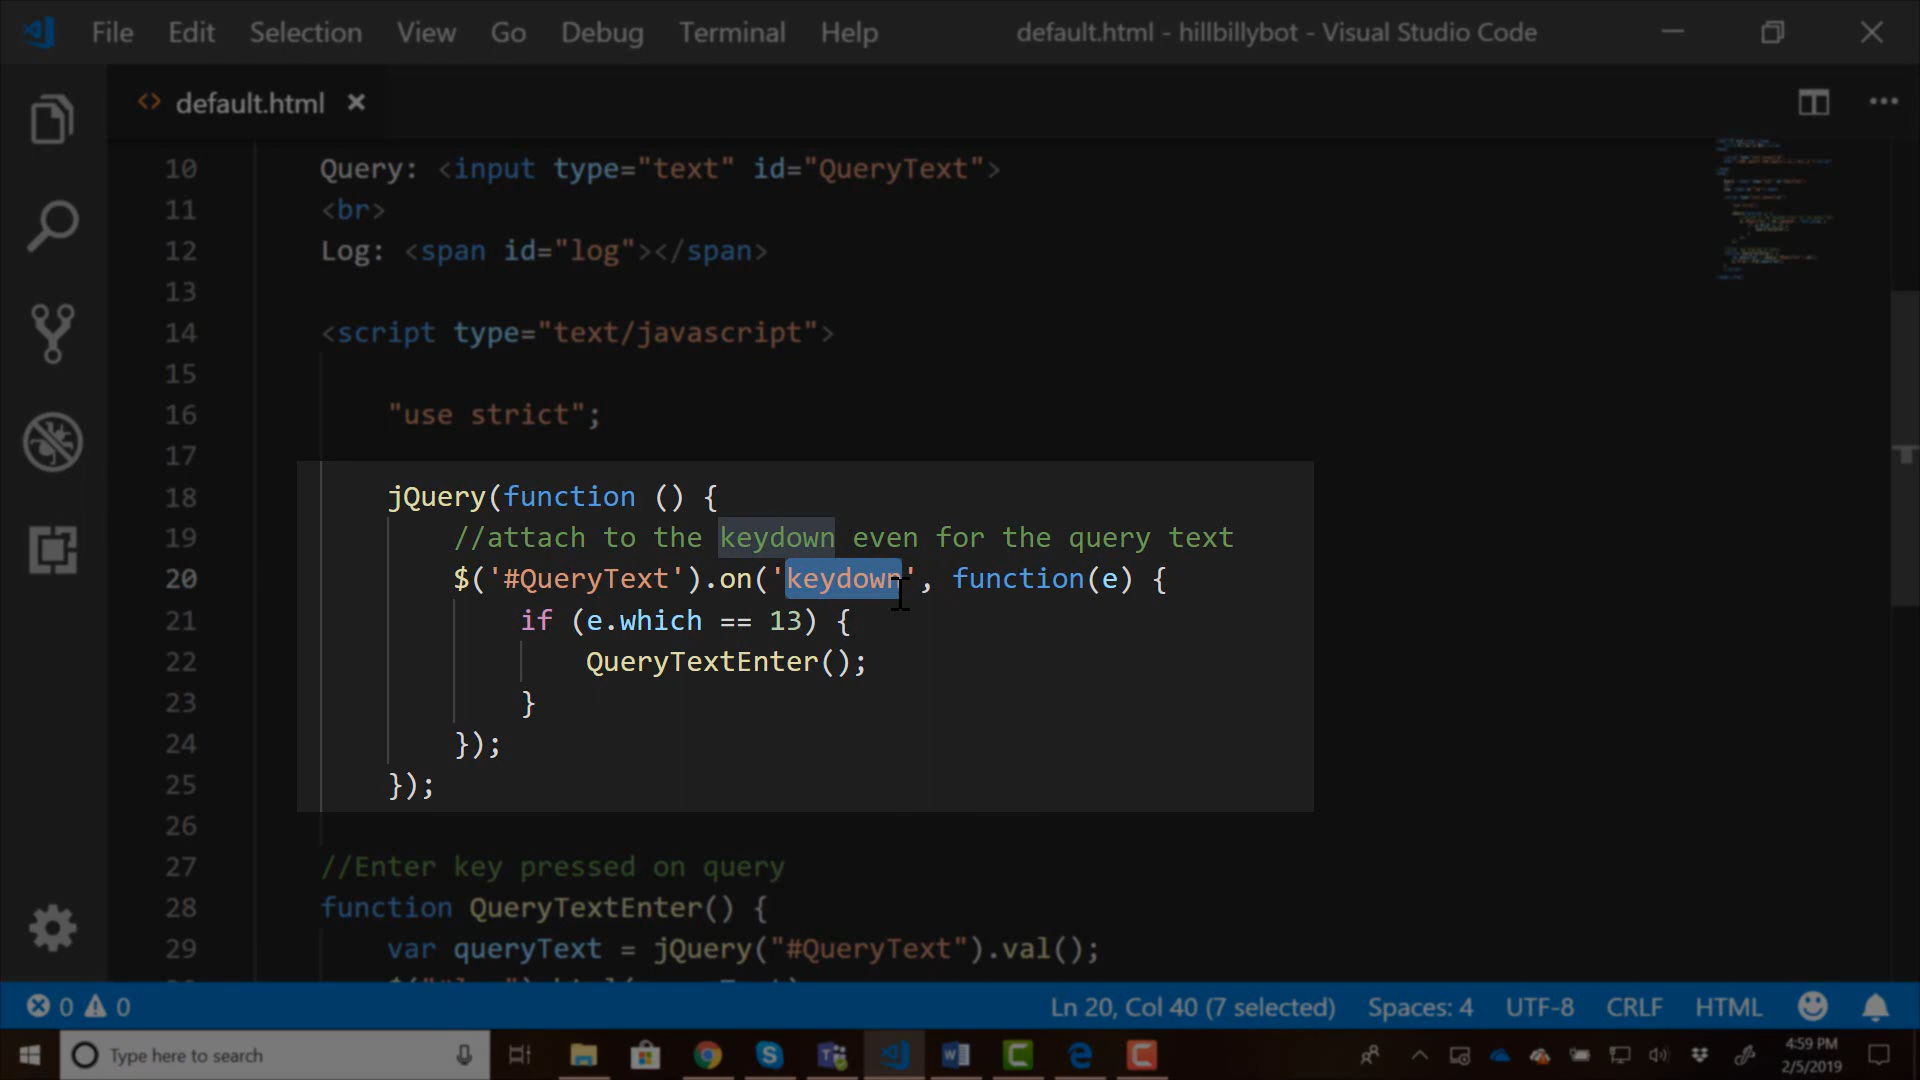 File Edit Selection View Go Debug Terminal Help default.html - hillbillybot - Visual Studio Code
default.html
10 Query: <input type="text" id="QueryText">
11 <br>
12 Log: <span id="log"></span>
13
14 <script type="text/javascript">
15
16 "use strict";
17
18 jQuery(function () {
19 //attach to the keydown even for the query text
20 $('#QueryText').on('keydown', function(e) {
21 if (e.which == 13) {
22 QueryTextEnter();
23 }
24 });
25 });
26
27 //Enter key pressed on query
28 function QueryTextEnter() {
29 var queryText = jQuery("#QueryText").val();
0 0 Ln 20, Col 40 (7 selected) Spaces: 4 UTF-8 CRLF HTML
Type here to search
4:59 PM
2/5/2019